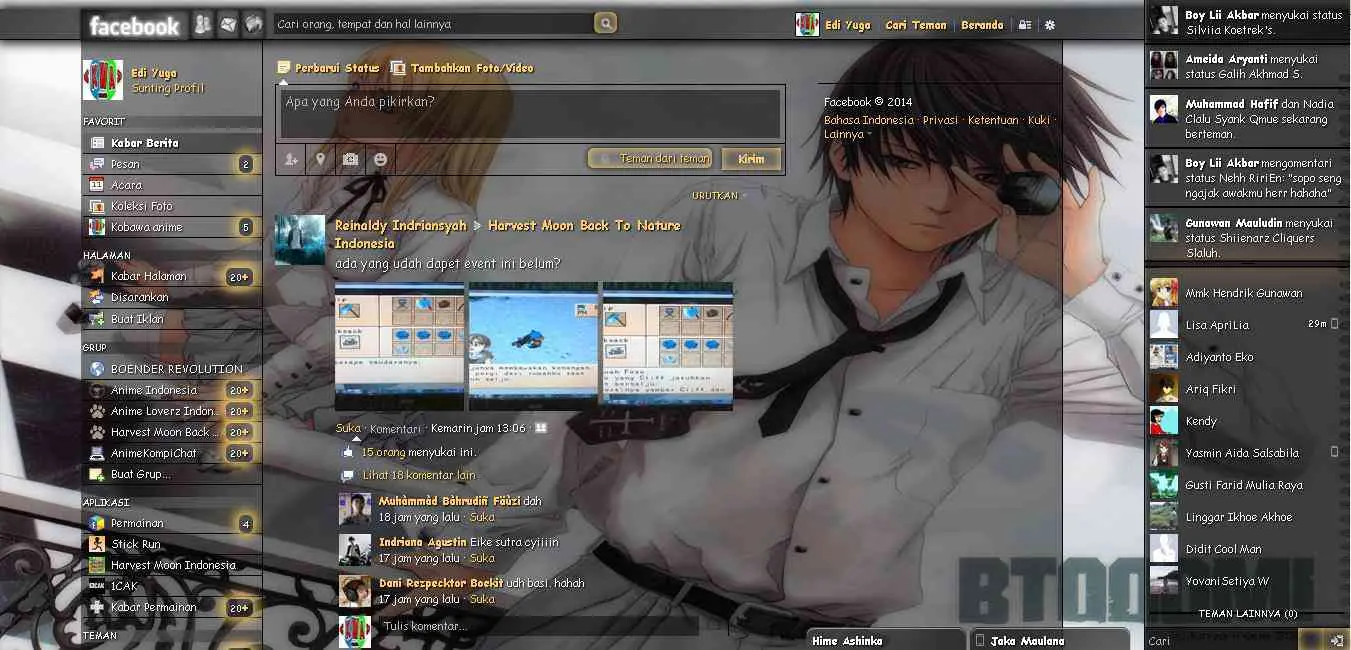 facebook
Cari orang, tempat dan hal lainnya
Edi Yuga
Cari Teman
Beranda
Edi Yuga
Sunting Profil
FAVORIT
Kabar Berita
Pesan 2
Acara
Koleksi Foto
Kobawa anime 5
HALAMAN
Kabar Halaman 20+
Disarankan
Buat Iklan
GRUP
BOENDER REVOLUTION
Anime Indonesia 20+
Anime Loverz Indon... 20+
Harvest Moon Back ... 20+
AnimeKompiChat 20+
Buat Grup...
APLIKASI
Permainan 4
Stick Run
Harvest Moon Indonesia
1CAK
Kabar Permainan 20+
TEMAN
Perbarui Status
Tambahkan Foto/Video
Apa yang Anda pikirkan?
Teman dari teman
Kirim
URUTKAN
Reinaldy Indriansyah ► Harvest Moon Back To Nature
Indonesia
ada yang udah dapet event ini belum?
Suka · Komentari · Kemarin jam 13:06 ·
15 orang menyukai ini.
Lihat 18 komentar lain
Muhàmmàd Bàhrudiñ Fäùzi dah
18 jam yang lalu · Suka
Indriana Agustin Eike sutra cyiiiin
17 jam yang lalu · Suka
Dani Rezpecktor Boekit udh basi. hahah
17 jam yang lalu · Suka
Tulis komentar...
Facebook © 2014
Bahasa Indonesia · Privasi · Ketentuan · Kuki ·
Lainnya
Boy Lii Akbar menyukai status
Silviia Koetrek's.
Ameida Aryanti menyukai
status Galih Akhmad S.
Muhammad Hafif dan Nadia
Clalu Syank Qmue sekarang
berteman.
Boy Lii Akbar mengomentari
status Nehh RiriEn: "sopo seng
ngajak awakmu herr hahaha"
Gunawan Mauludin menyukai
status Shiienarz Cliquers
Slaluh.
Mmk Hendrik Gunawan
Lisa ApriLia 29m
Adiyanto Eko
Ariq Fikri
Kendy
Yasmin Aida Salsabila
Gusti Farid Mulia Raya
Linggar Ikhoe Akhoe
Didit Cool Man
Yovani Setiya W
TEMAN LAINNYA (0)
Cari
Hime Ashinka
Jaka Maulana